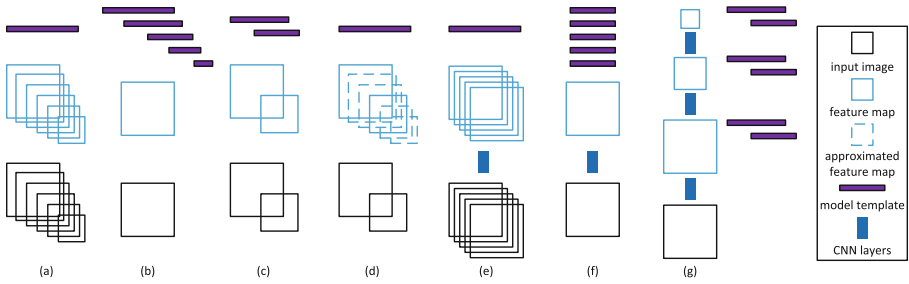 input image
feature map
approximated
feature map
model template
CNN layers
(a) (b) (c) (d) (e) (f) (g)